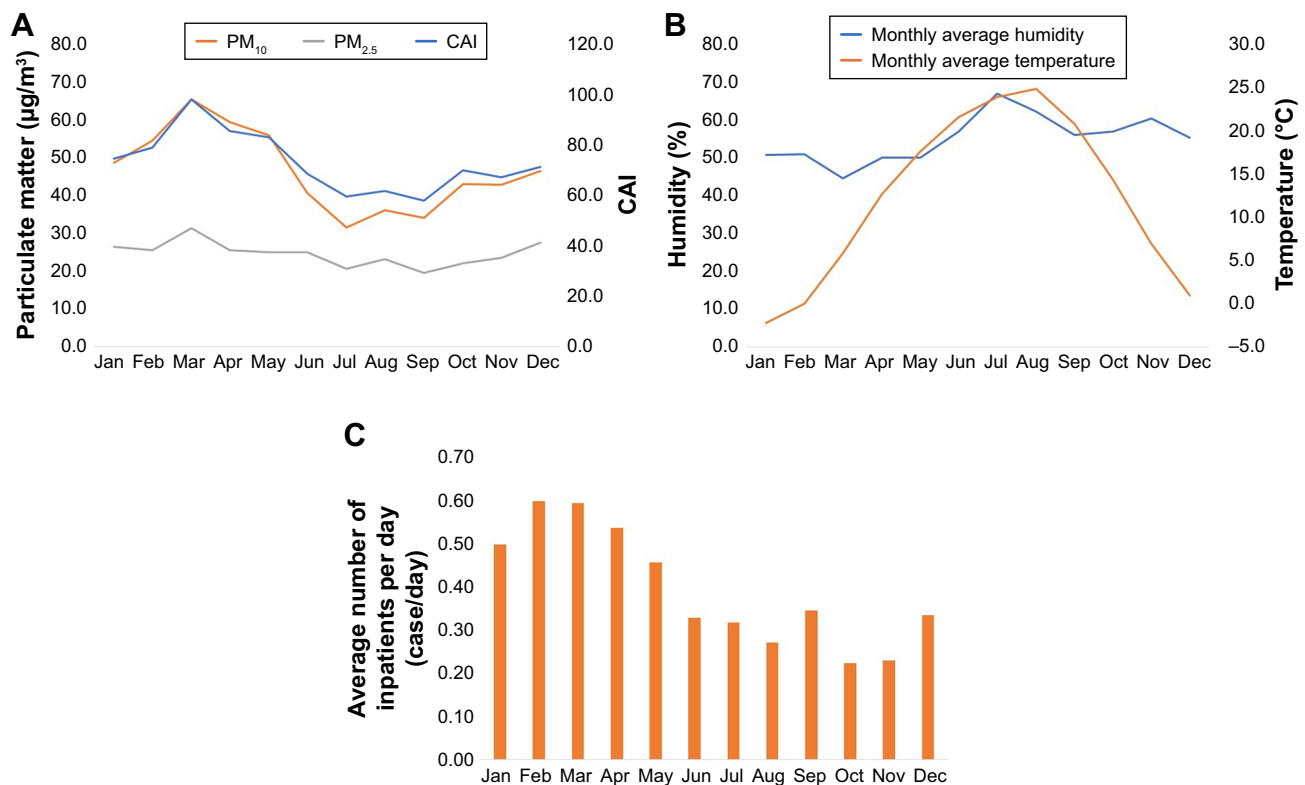 A
PM10 PM2.5 CAI
Particulate matter (µg/m³)
80.0
70.0
60.0
50.0
40.0
30.0
20.0
10.0
0.0
120.0
100.0
80.0
60.0
40.0
20.0
0.0
CAI
Jan Feb Mar Apr May Jun Jul Aug Sep Oct Nov Dec
B
Monthly average humidity
Monthly average temperature
Humidity (%)
80.0
70.0
60.0
50.0
40.0
30.0
20.0
10.0
0.0
30.0
25.0
20.0
15.0
10.0
5.0
0.0
–5.0
Temperature (°C)
Jan Feb Mar Apr May Jun Jul Aug Sep Oct Nov Dec
C
Average number of
inpatients per day
(case/day)
0.70
0.60
0.50
0.40
0.30
0.20
0.10
0.00
Jan Feb Mar Apr May Jun Jul Aug Sep Oct Nov Dec